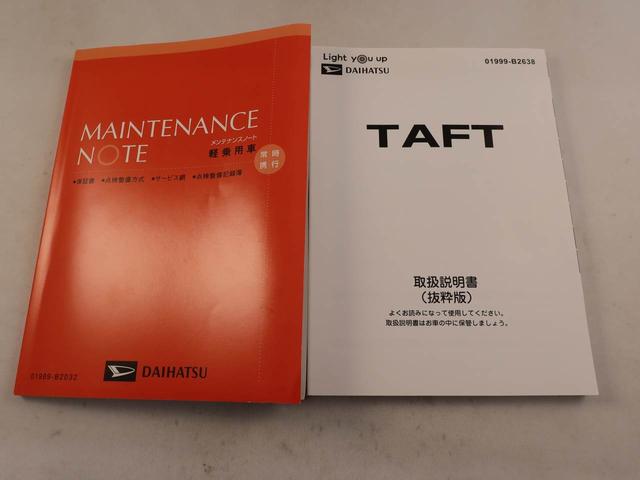 MAINTENANCE
NOTE
メンテナンスノート
軽乗用車
常時
携行
●保証書 ●点検整備方式 ●サービス網 ●点検整備記録簿
01999-B2032
DAIHATSU
Light you up
DAIHATSU
01999-B2638
TAFT
取扱説明書
（抜粋版）
よくお読みになって使用してください。
取扱説明書はお車の中に保管しましょう。